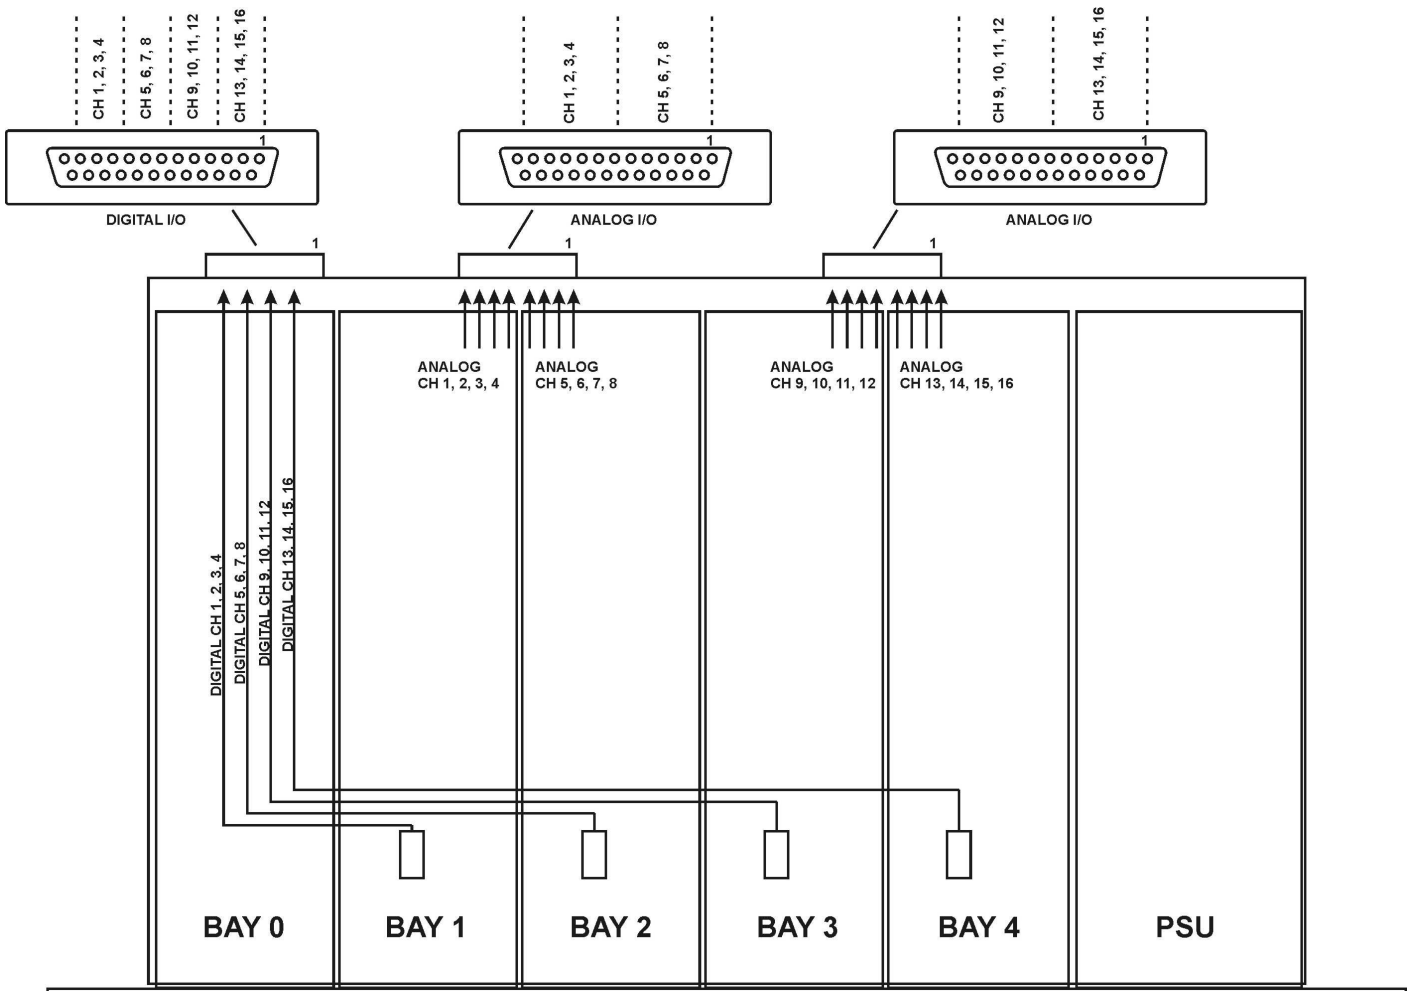 CH 1, 2, 3, 4
CH 5, 6, 7, 8
CH 9, 10, 11, 12
CH 13, 14, 15, 16
CH 1, 2, 3, 4
CH 5, 6, 7, 8
CH 9, 10, 11, 12
CH 13, 14, 15, 16
1
1
1
DIGITAL I/O
ANALOG I/O
ANALOG I/O
1
1
1
ANALOG
CH 1, 2, 3, 4
ANALOG
CH 5, 6, 7, 8
ANALOG
CH 9, 10, 11, 12
ANALOG
CH 13, 14, 15, 16
DIGITAL CH 1, 2, 3, 4
DIGITAL CH 5, 6, 7, 8
DIGITAL CH 9, 10, 11, 12
DIGITAL CH 13, 14, 15, 16
BAY 0
BAY 1
BAY 2
BAY 3
BAY 4
PSU